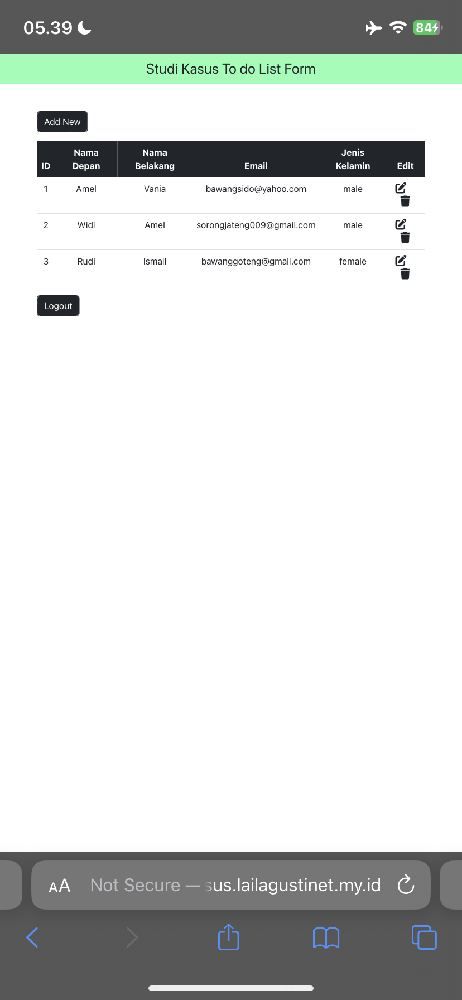 05.39
84
Studi Kasus To do List Form
Add New
ID Nama Depan Nama Belakang Email Jenis Kelamin Edit
1 Amel Vania bawangsido@yahoo.com male
2 Widi Amel sorongjateng009@gmail.com male
3 Rudi Ismail bawanggoteng@gmail.com female
Logout
AA Not Secure — sus.lailagustinet.my.id